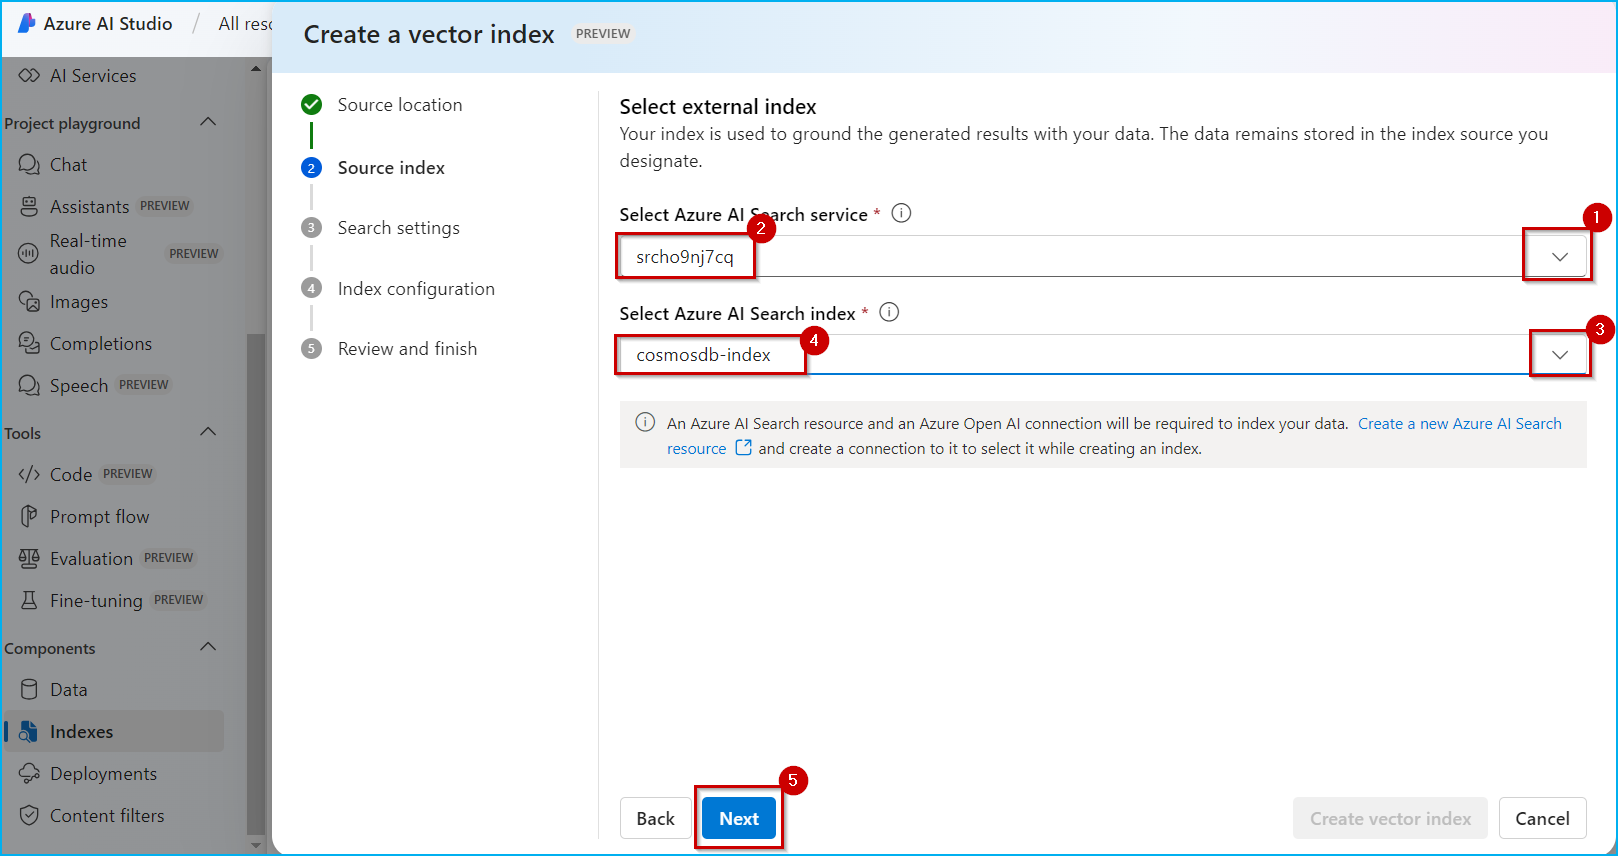 Azure AI Studio / All reso
AI Services
Project playground
Chat
Assistants PREVIEW
Real-time
audio
PREVIEW
Images
Completions
Speech PREVIEW
Tools
Code PREVIEW
Prompt flow
Evaluation PREVIEW
Fine-tuning PREVIEW
Components
Data
Indexes
Deployments
Content filters
Create a vector index PREVIEW
Source location
2 Source index
3 Search settings
4 Index configuration
5 Review and finish
Select external index
Your index is used to ground the generated results with your data. The data remains stored in the index source you
designate.
Select Azure AI Search service *
1
2
srcho9nj7cq
Select Azure AI Search index *
3
4
cosmosdb-index
An Azure AI Search resource and an Azure Open AI connection will be required to index your data. Create a new Azure AI Search
resource and create a connection to it to select it while creating an index.
5
Back
Next
Create vector index
Cancel